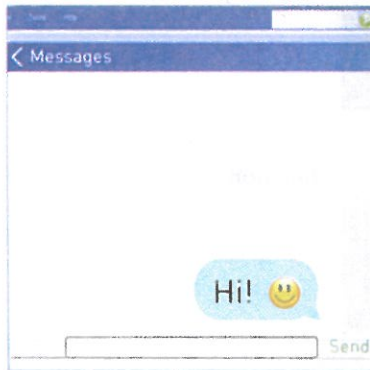 < Messages
Hi! 🙂
Send